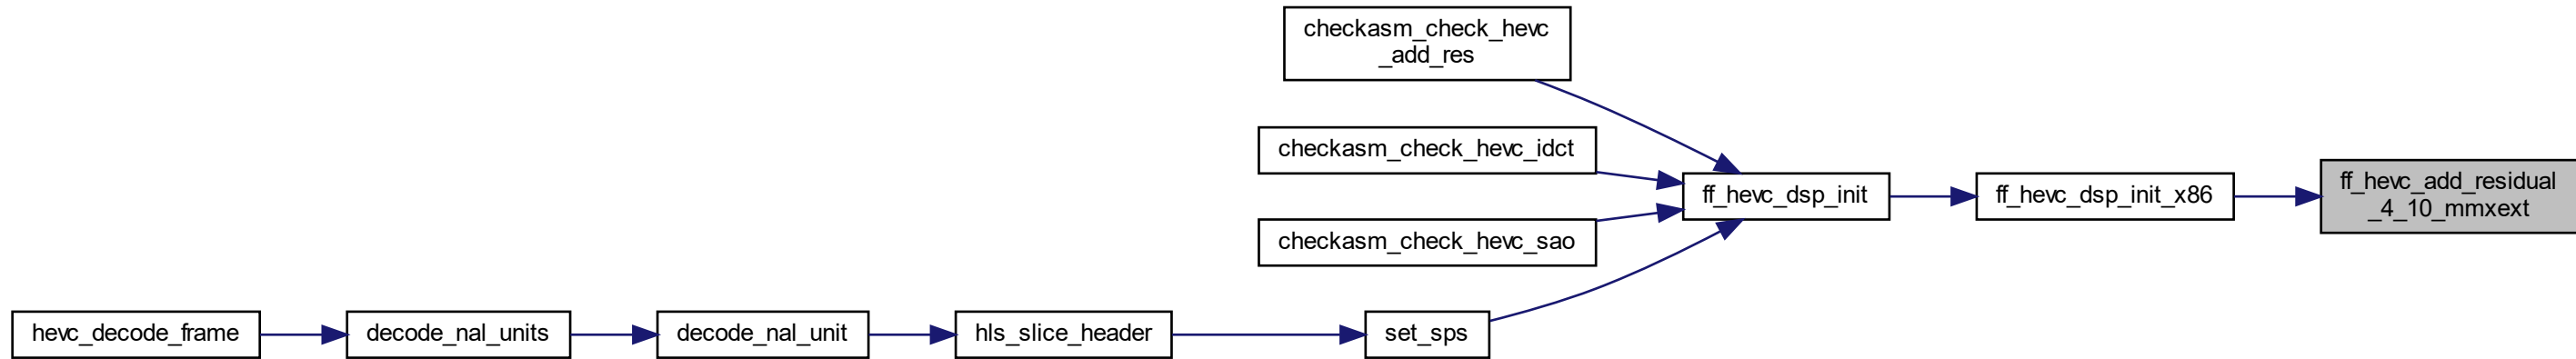 checkasm_check_hevc
_add_res
checkasm_check_hevc_idct
ff_hevc_dsp_init
ff_hevc_dsp_init_x86
ff_hevc_add_residual
_4_10_mmxext
checkasm_check_hevc_sao
hevc_decode_frame
decode_nal_units
decode_nal_unit
hls_slice_header
set_sps